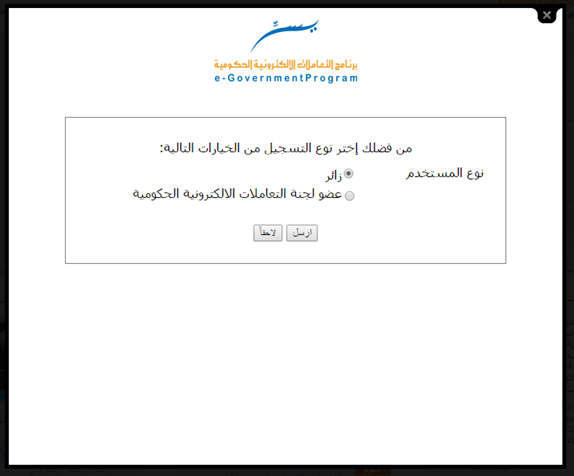 يسّر
برنامج التعاملات الالكترونية الحكومية
e-GovernmentProgram
من فضلك إختر نوع التسجيل من الخيارات التالية:
نوع المستخدم
زائر
عضو لجنة التعاملات الالكترونية الحكومية
ارسل لاحقاً